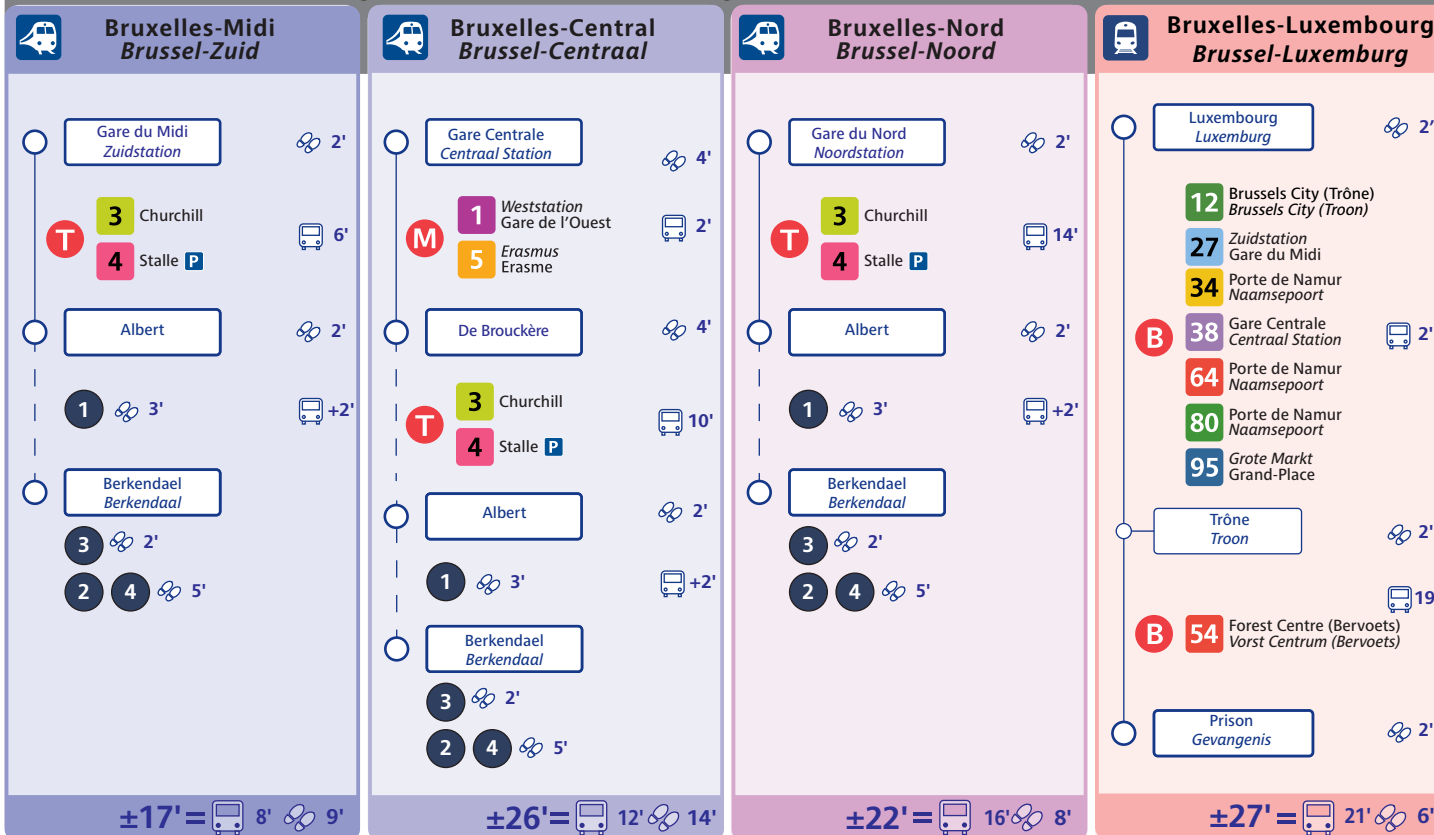 Bruxelles-Midi
Brussel-Zuid
Gare du Midi
Zuidstation
2'
T
3 Churchill
4 Stalle P
6'
Albert
2'
1 3'
+2'
Berkendael
Berkendaal
3 2'
2 4 5'
±17'= 8' 9'
Bruxelles-Central
Brussel-Centraal
Gare Centrale
Centraal Station
4'
M
1 Weststation
Gare de l'Ouest
5 Erasmus
Erasme
2'
De Brouckère
4'
T
3 Churchill
4 Stalle P
10'
Albert
2'
1 3'
+2'
Berkendael
Berkendaal
3 2'
2 4 5'
±26'= 12' 14'
Bruxelles-Nord
Brussel-Noord
Gare du Nord
Noordstation
2'
T
3 Churchill
4 Stalle P
14'
Albert
2'
1 3'
+2'
Berkendael
Berkendaal
3 2'
2 4 5'
±22'= 16' 8'
Bruxelles-Luxembourg
Brussel-Luxemburg
Luxembourg
Luxemburg
2'
B
12 Brussels City (Trône)
Brussels City (Troon)
27 Zuidstation
Gare du Midi
34 Porte de Namur
Naamsepoort
38 Gare Centrale
Centraal Station
2'
64 Porte de Namur
Naamsepoort
80 Porte de Namur
Naamsepoort
95 Grote Markt
Grand-Place
Trône
Troon
2'
19
B
54 Forest Centre (Bervoets)
Vorst Centrum (Bervoets)
Prison
Gevangenis
2'
±27'= 21' 6'